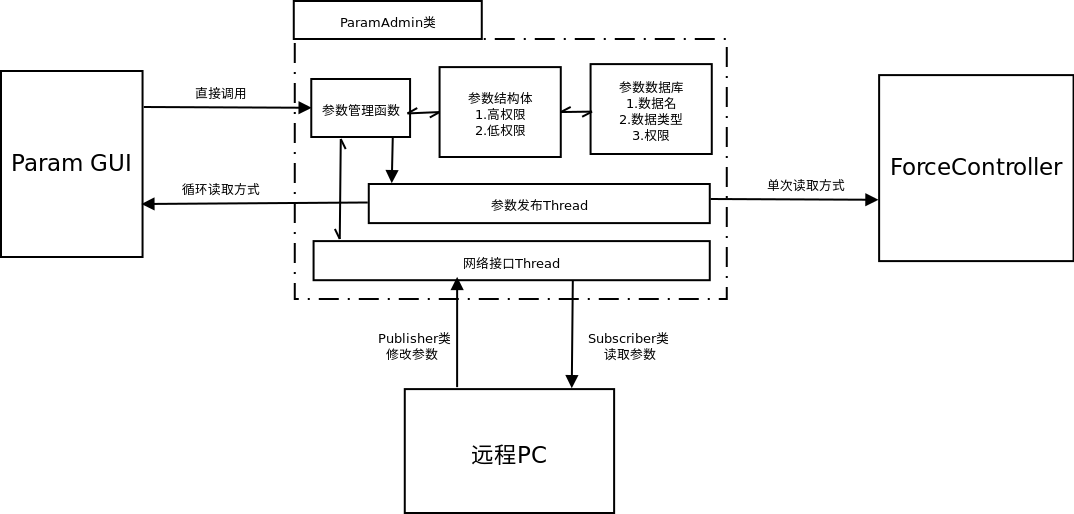 ParamAdmin类
Param GUI
直接调用
参数管理函数
参数结构体
1.高权限
2.低权限
参数数据库
1.数据名
2.数据类型
3.权限
ForceController
循环读取方式
参数发布Thread
单次读取方式
网络接口Thread
Publisher类
修改参数
Subscriber类
读取参数
远程PC